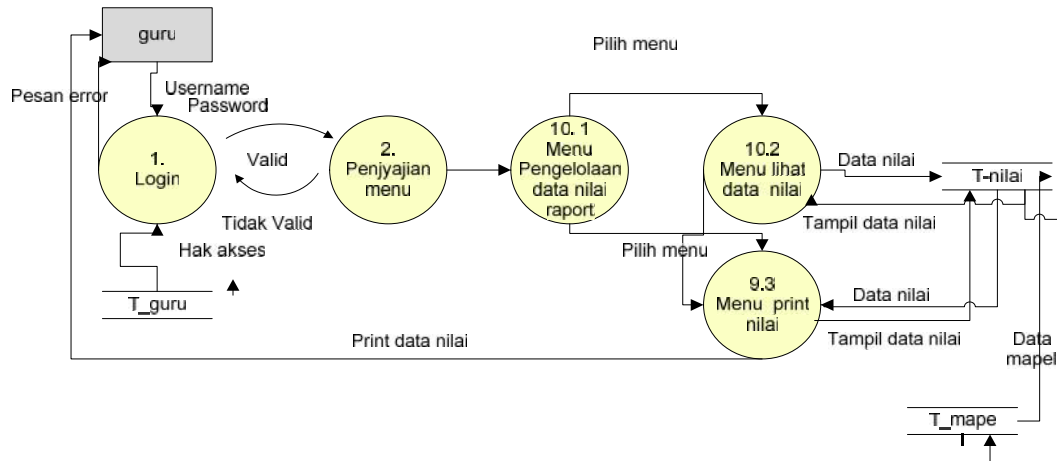 guru
Pilih menu
Pesan error
Username
Password
1.
Login
Valid
Tidak Valid
2.
Penjyajian
menu
10. 1
Menu
Pengelolaan
data nilai
raport
10.2
Menu lihat
data nilai
Data nilai
T-nilai
Tampil data nilai
Hak akses
Pilih menu
T_guru
9.3
Menu print
nilai
Data nilai
Tampil data nilai
Print data nilai
Data
mapel
T_mape
l